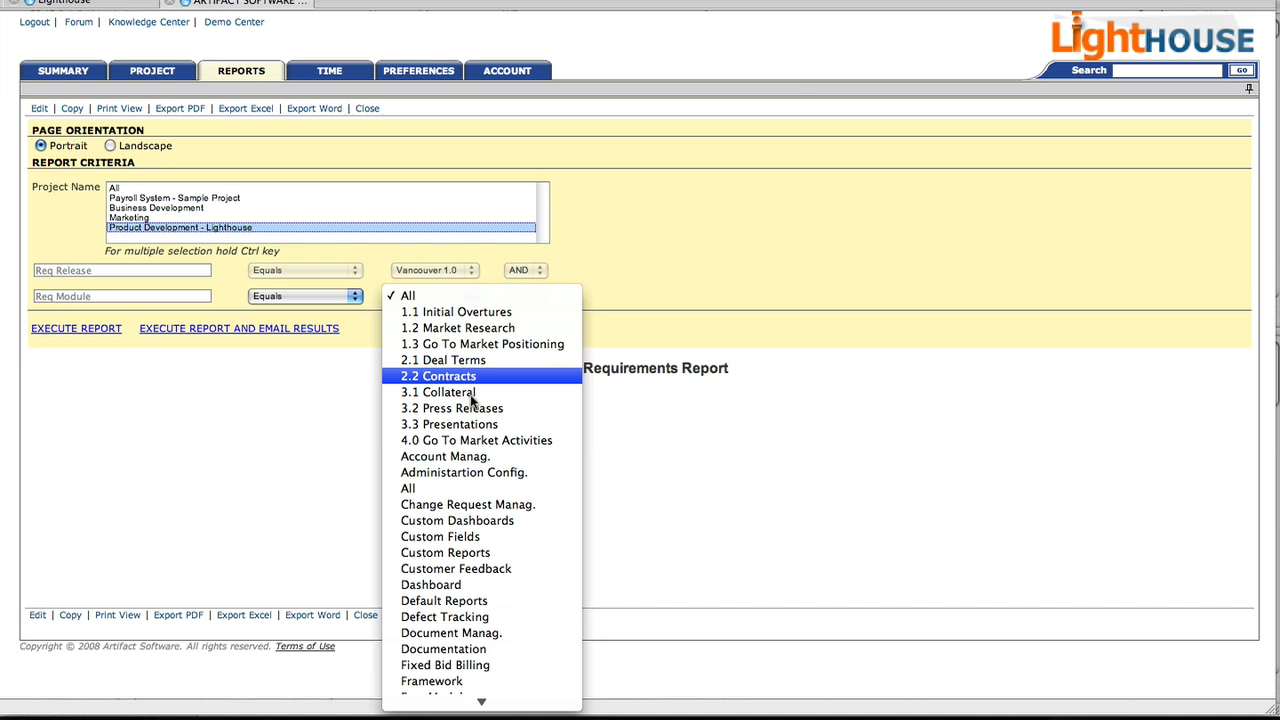 Lighthouse ARTIFACT SOFTWARE ...
Logout Forum Knowledge Center Demo Center
LightHOUSE
SUMMARY PROJECT REPORTS TIME PREFERENCES ACCOUNT Search GO
Edit Copy Print View Export PDF Export Excel Export Word Close
PAGE ORIENTATION
Portrait Landscape
REPORT CRITERIA
Project Name All
Payroll System - Sample Project
Business Development
Marketing
Product Development - Lighthouse
For multiple selection hold Ctrl key
Req Release Equals Vancouver 1.0 AND
Req Module Equals ✓ All
1.1 Initial Overtures
1.2 Market Research
EXECUTE REPORT EXECUTE REPORT AND EMAIL RESULTS
1.3 Go To Market Positioning
2.1 Deal Terms
Requirements Report
2.2 Contracts
3.1 Collateral
3.2 Press Releases
3.3 Presentations
4.0 Go To Market Activities
Account Manag.
Administartion Config.
All
Change Request Manag.
Custom Dashboards
Custom Fields
Custom Reports
Customer Feedback
Dashboard
Default Reports
Defect Tracking
Edit Copy Print View Export PDF Export Excel Export Word Close
Document Manag.
Copyright © 2008 Artifact Software. All rights reserved. Terms of Use
Documentation
Fixed Bid Billing
Framework